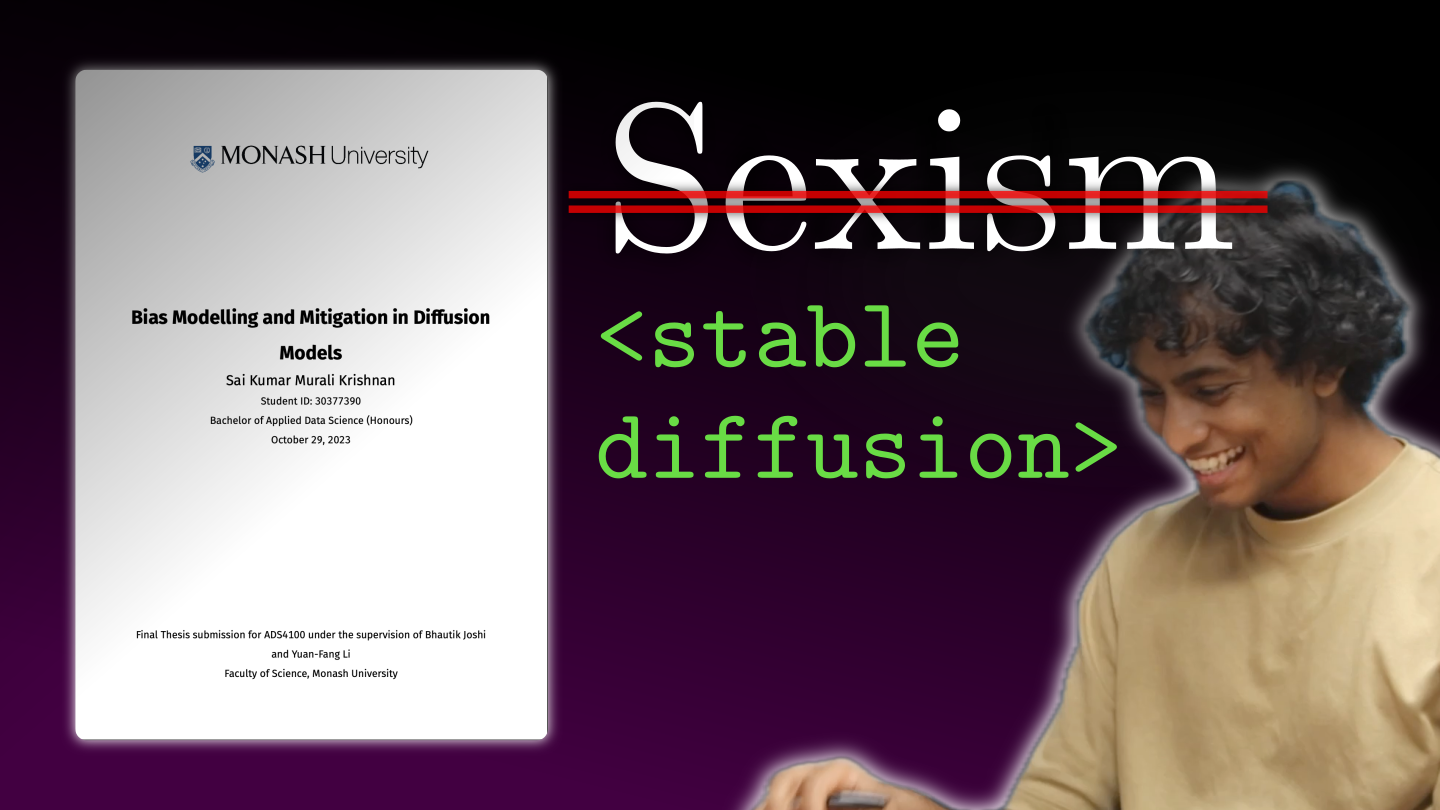 MONASH University
Bias Modelling and Mitigation in Diffusion
Models
Sai Kumar Murali Krishnan
Student ID: 30377390
Bachelor of Applied Data Science (Honours)
October 29, 2023
Final Thesis submission for ADS4100 under the supervision of Bhautik Joshi
and Yuan-Fang Li
Faculty of Science, Monash University
Sexism
<stable
diffusion>